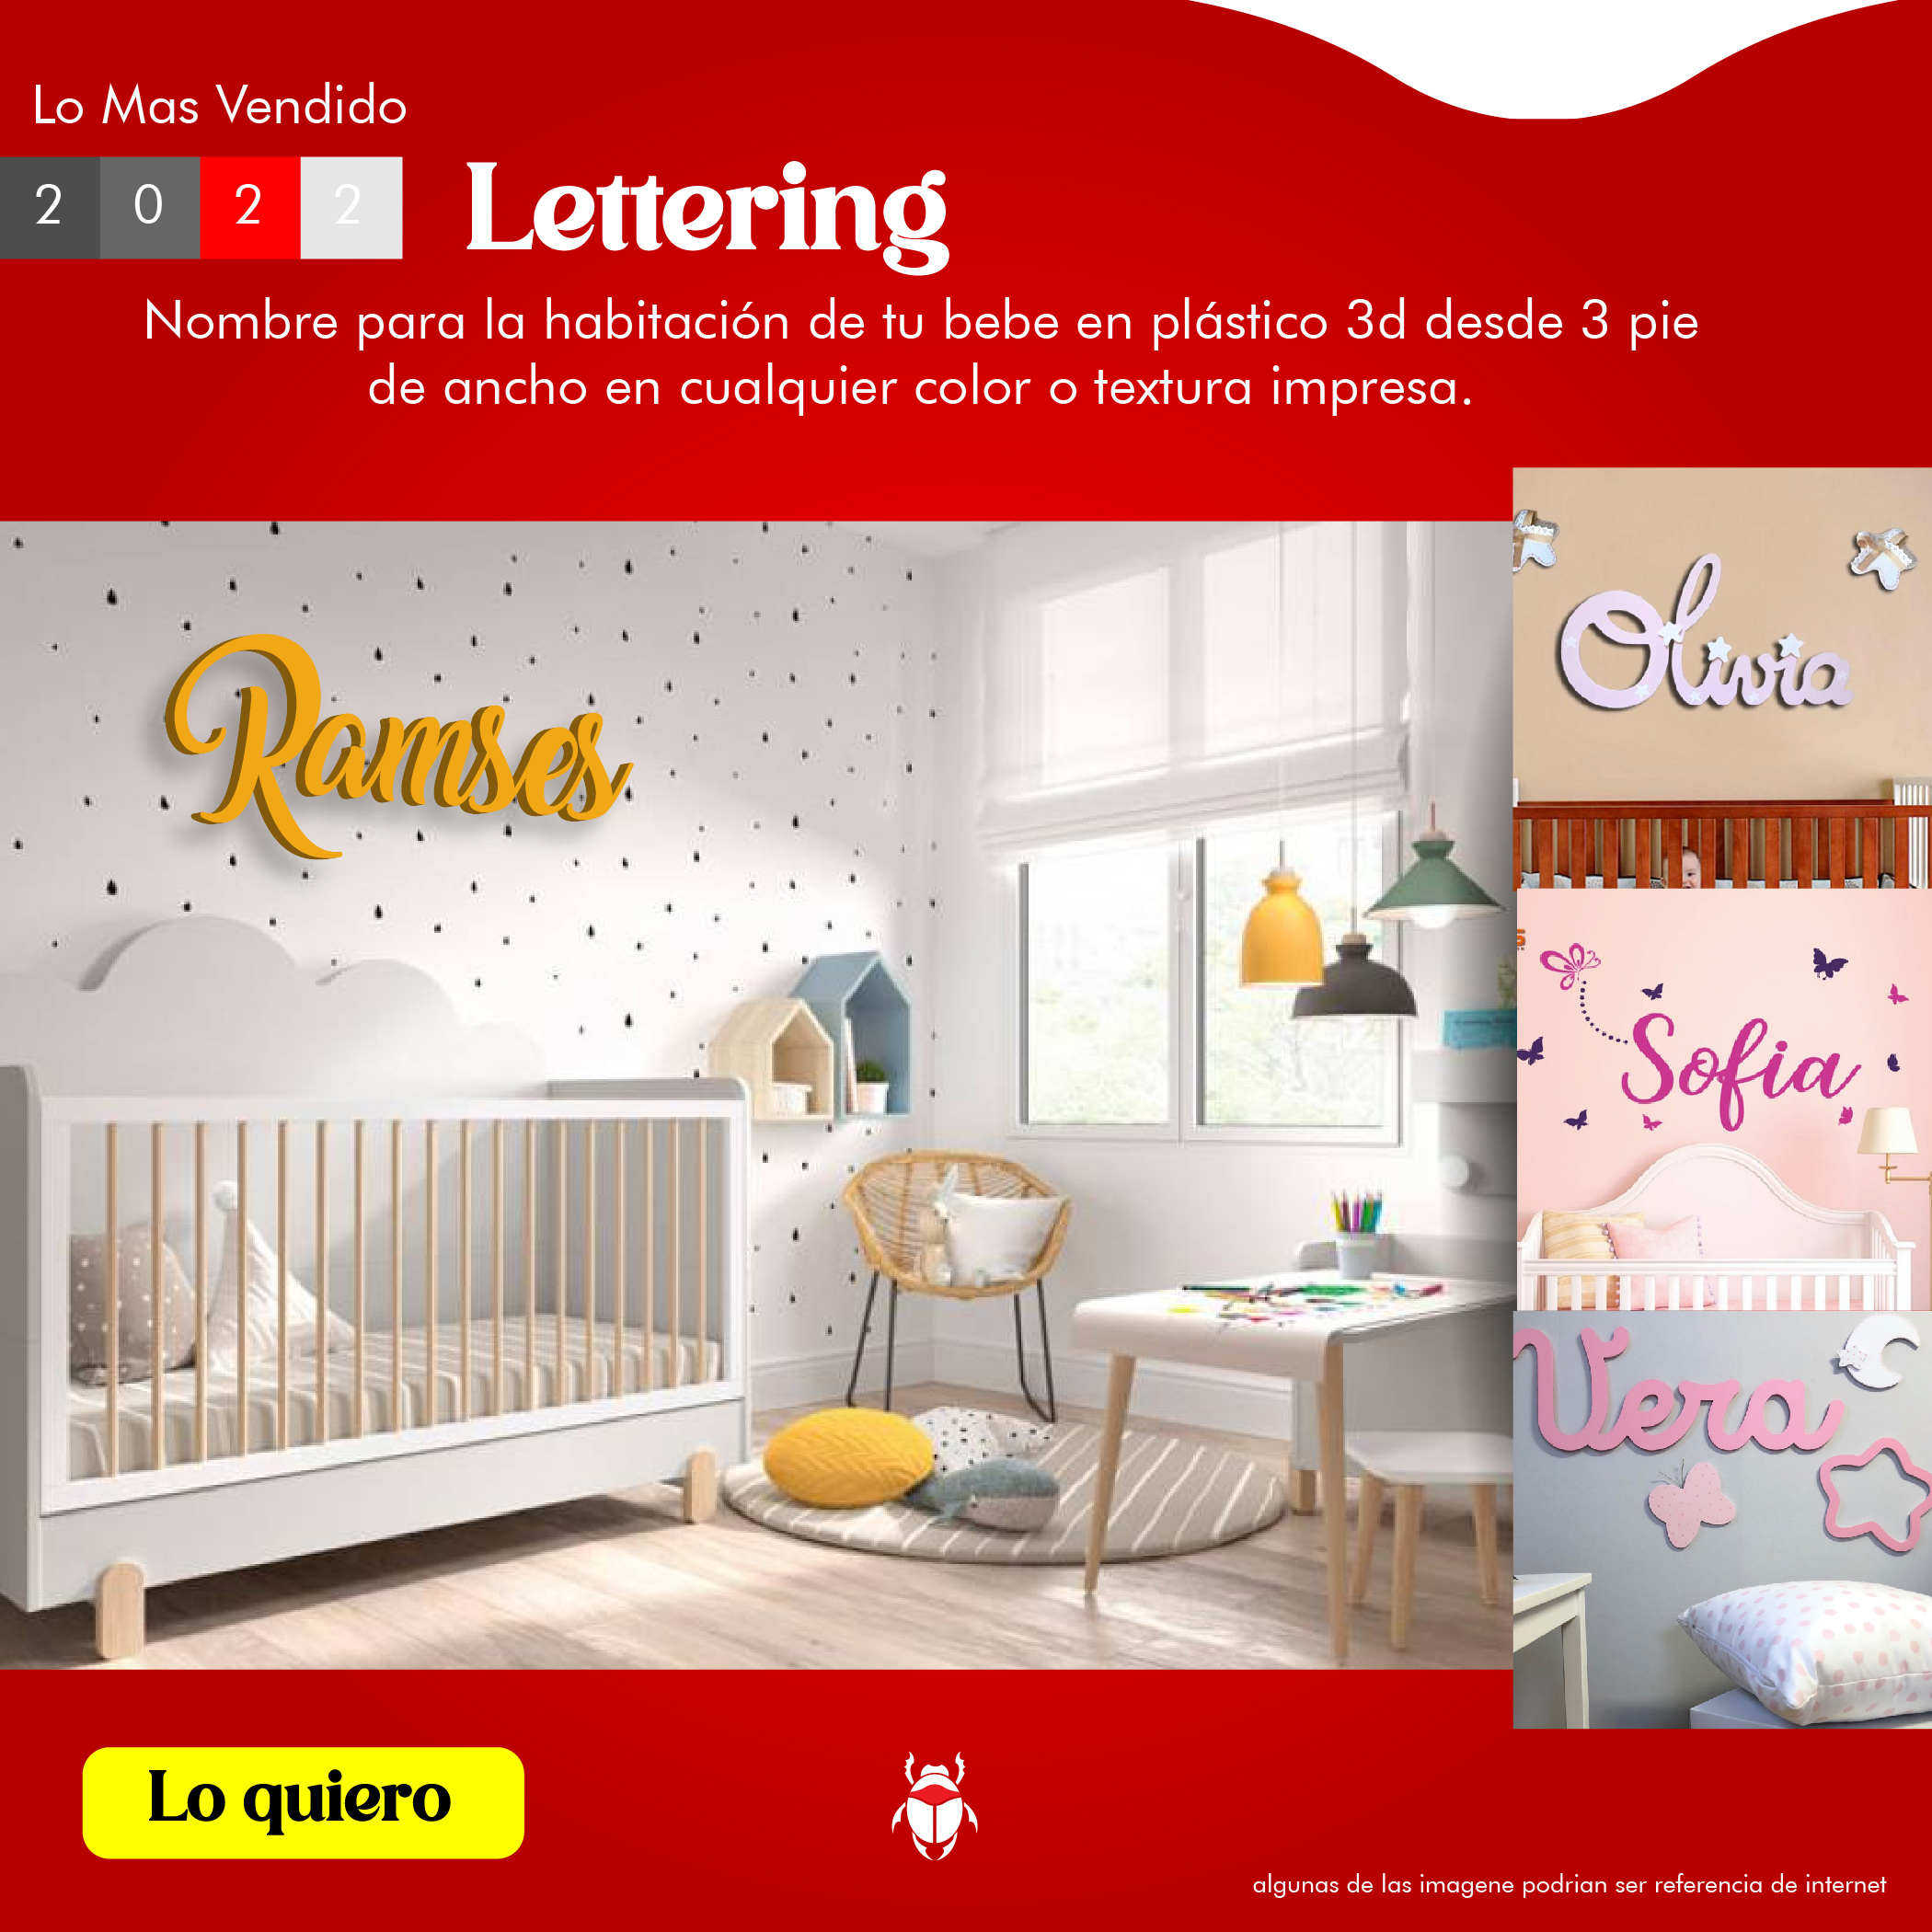 Lo Mas Vendido
2 0 2 2
Lettering
Nombre para la habitación de tu bebe en plástico 3d desde 3 pie
de ancho en cualquier color o textura impresa.
Ramses
Olivia
Sofia
Vera
Lo quiero
algunas de las imagene podrian ser referencia de internet